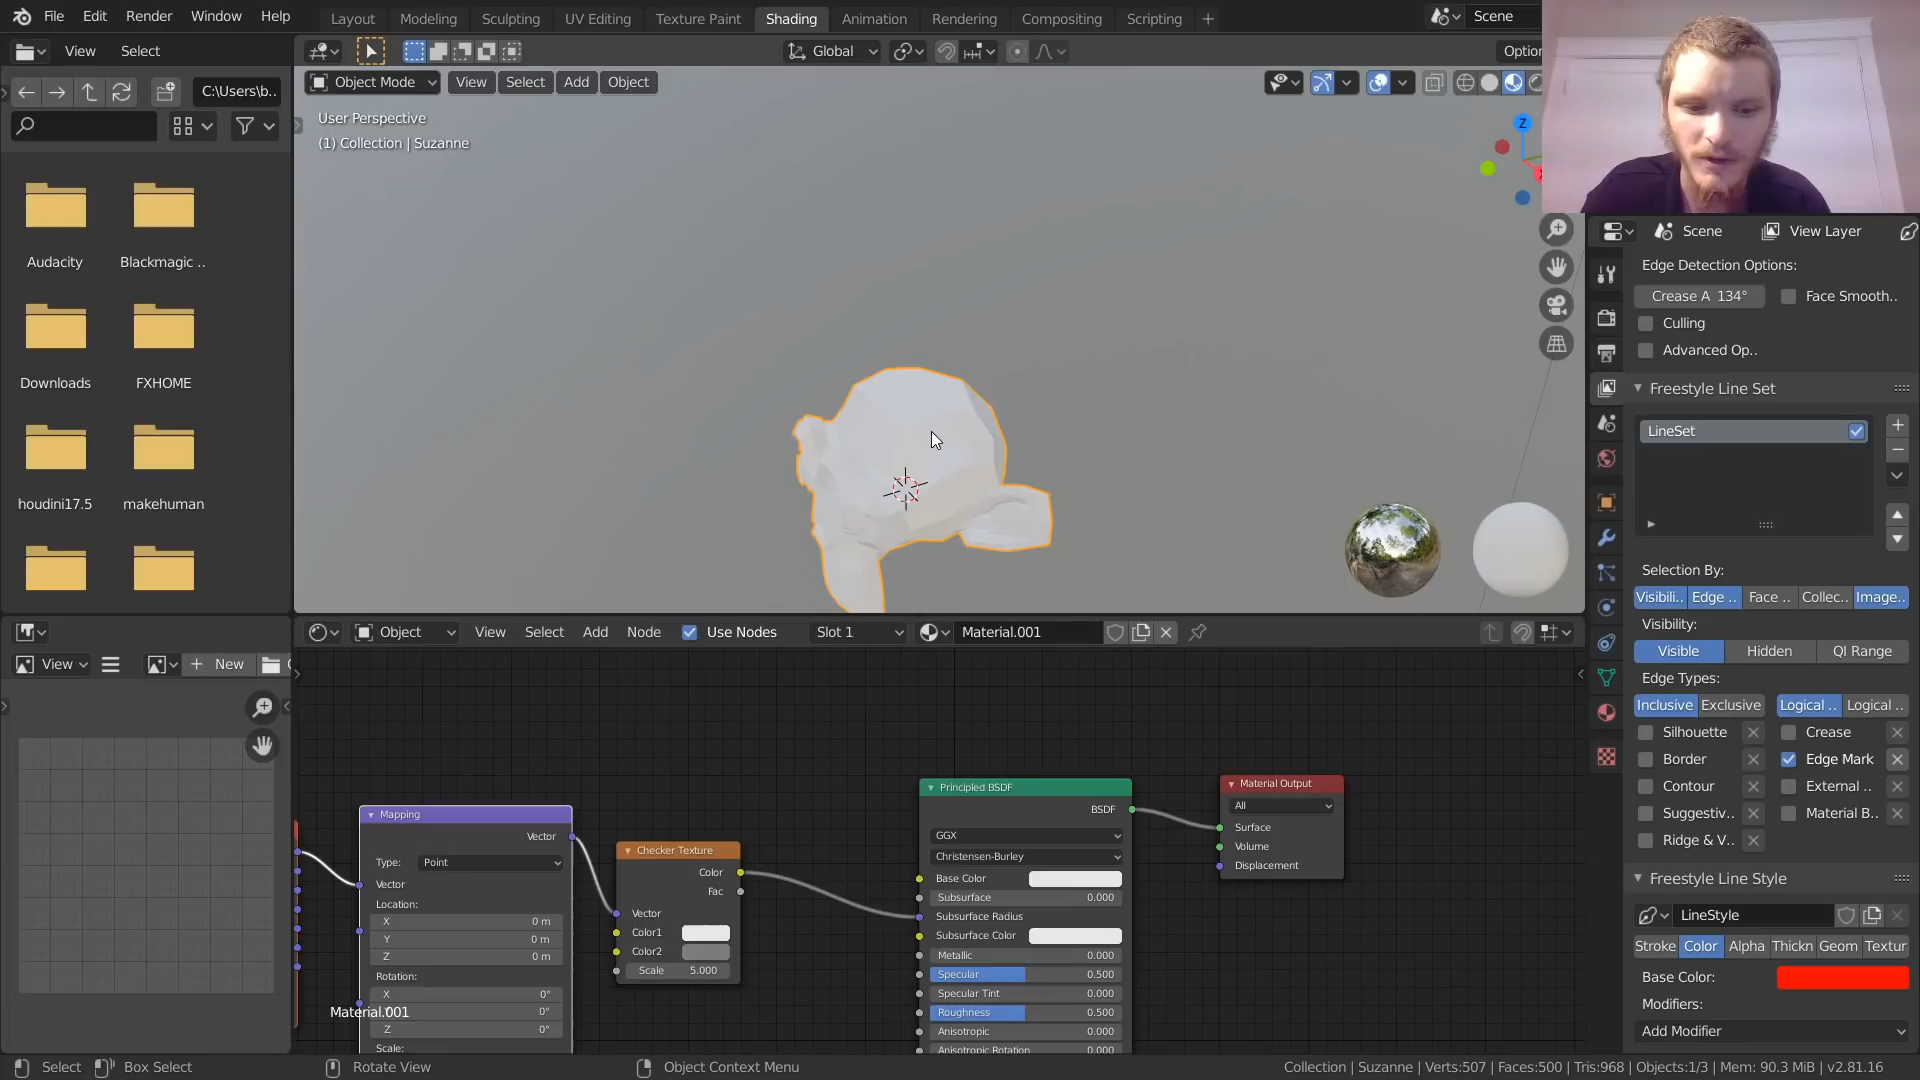 File Edit Render Window Help Layout Modeling Sculpting UV Editing Texture Paint Shading Animation Rendering Compositing Scripting + Scene
View Select Global
C:\Users\b..
Object Mode View Select Add Object
User Perspective
(1) Collection | Suzanne
Z
Audacity Blackmagic ..
Downloads FXHOME
houdini17.5 makehuman
Scene View Layer
Edge Detection Options:
Crease A 134° Face Smooth..
Culling
Advanced Op..
Freestyle Line Set
LineSet
Selection By:
Visibili.. Edge .. Face .. Collec.. Image..
Visibility:
Visible Hidden QI Range
Edge Types:
Inclusive Exclusive Logical .. Logical ..
Silhouette Crease
Border Edge Mark
Contour External ..
Suggestiv.. Material B..
Ridge & V..
Freestyle Line Style
LineStyle
Stroke Color Alpha Thickn Geom Textur
Base Color:
Modifiers:
Add Modifier
Object View Select Add Node Use Nodes Slot 1 Material.001
View + New
Mapping
Vector
Type: Point
Vector
Location:
X 0 m
Y 0 m
Z 0 m
Rotation:
X 0°
0°
Z 0°
Scale:
Material.001
Checker Texture
Color
Fac
Vector
Color1
Color2
Scale 5.000
Principled BSDF
BSDF
GGX
Christensen-Burley
Base Color
Subsurface 0.000
Subsurface Radius
Subsurface Color
Metallic 0.000
Specular 0.500
Specular Tint 0.000
Roughness 0.500
Anisotropic 0.000
Anisotropic Rotation 0.000
Material Output
All
Surface
Volume
Displacement
Select Box Select Rotate View Object Context Menu Collection | Suzanne | Verts:507 | Faces:500 | Tris:968 | Objects:1/3 | Mem: 90.3 MiB | v2.81.16